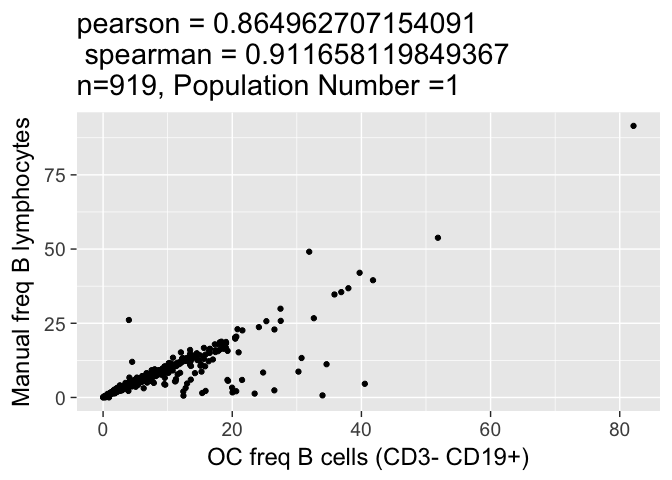 pearson = 0.864962707154091
spearman = 0.911658119849367
n=919, Population Number =1
Manual freq B lymphocytes
75
50
25
0
0 20 40 60 80
OC freq B cells (CD3- CD19+)